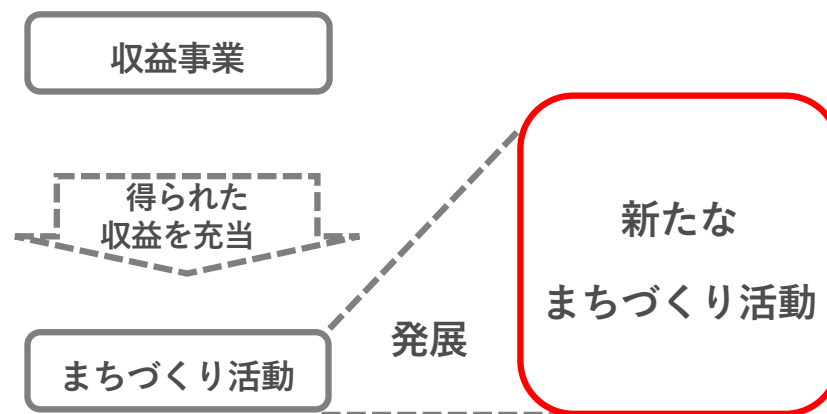 収益事業
得られた
収益を充当
まちづくり活動
発展
新たな
まちづくり活動